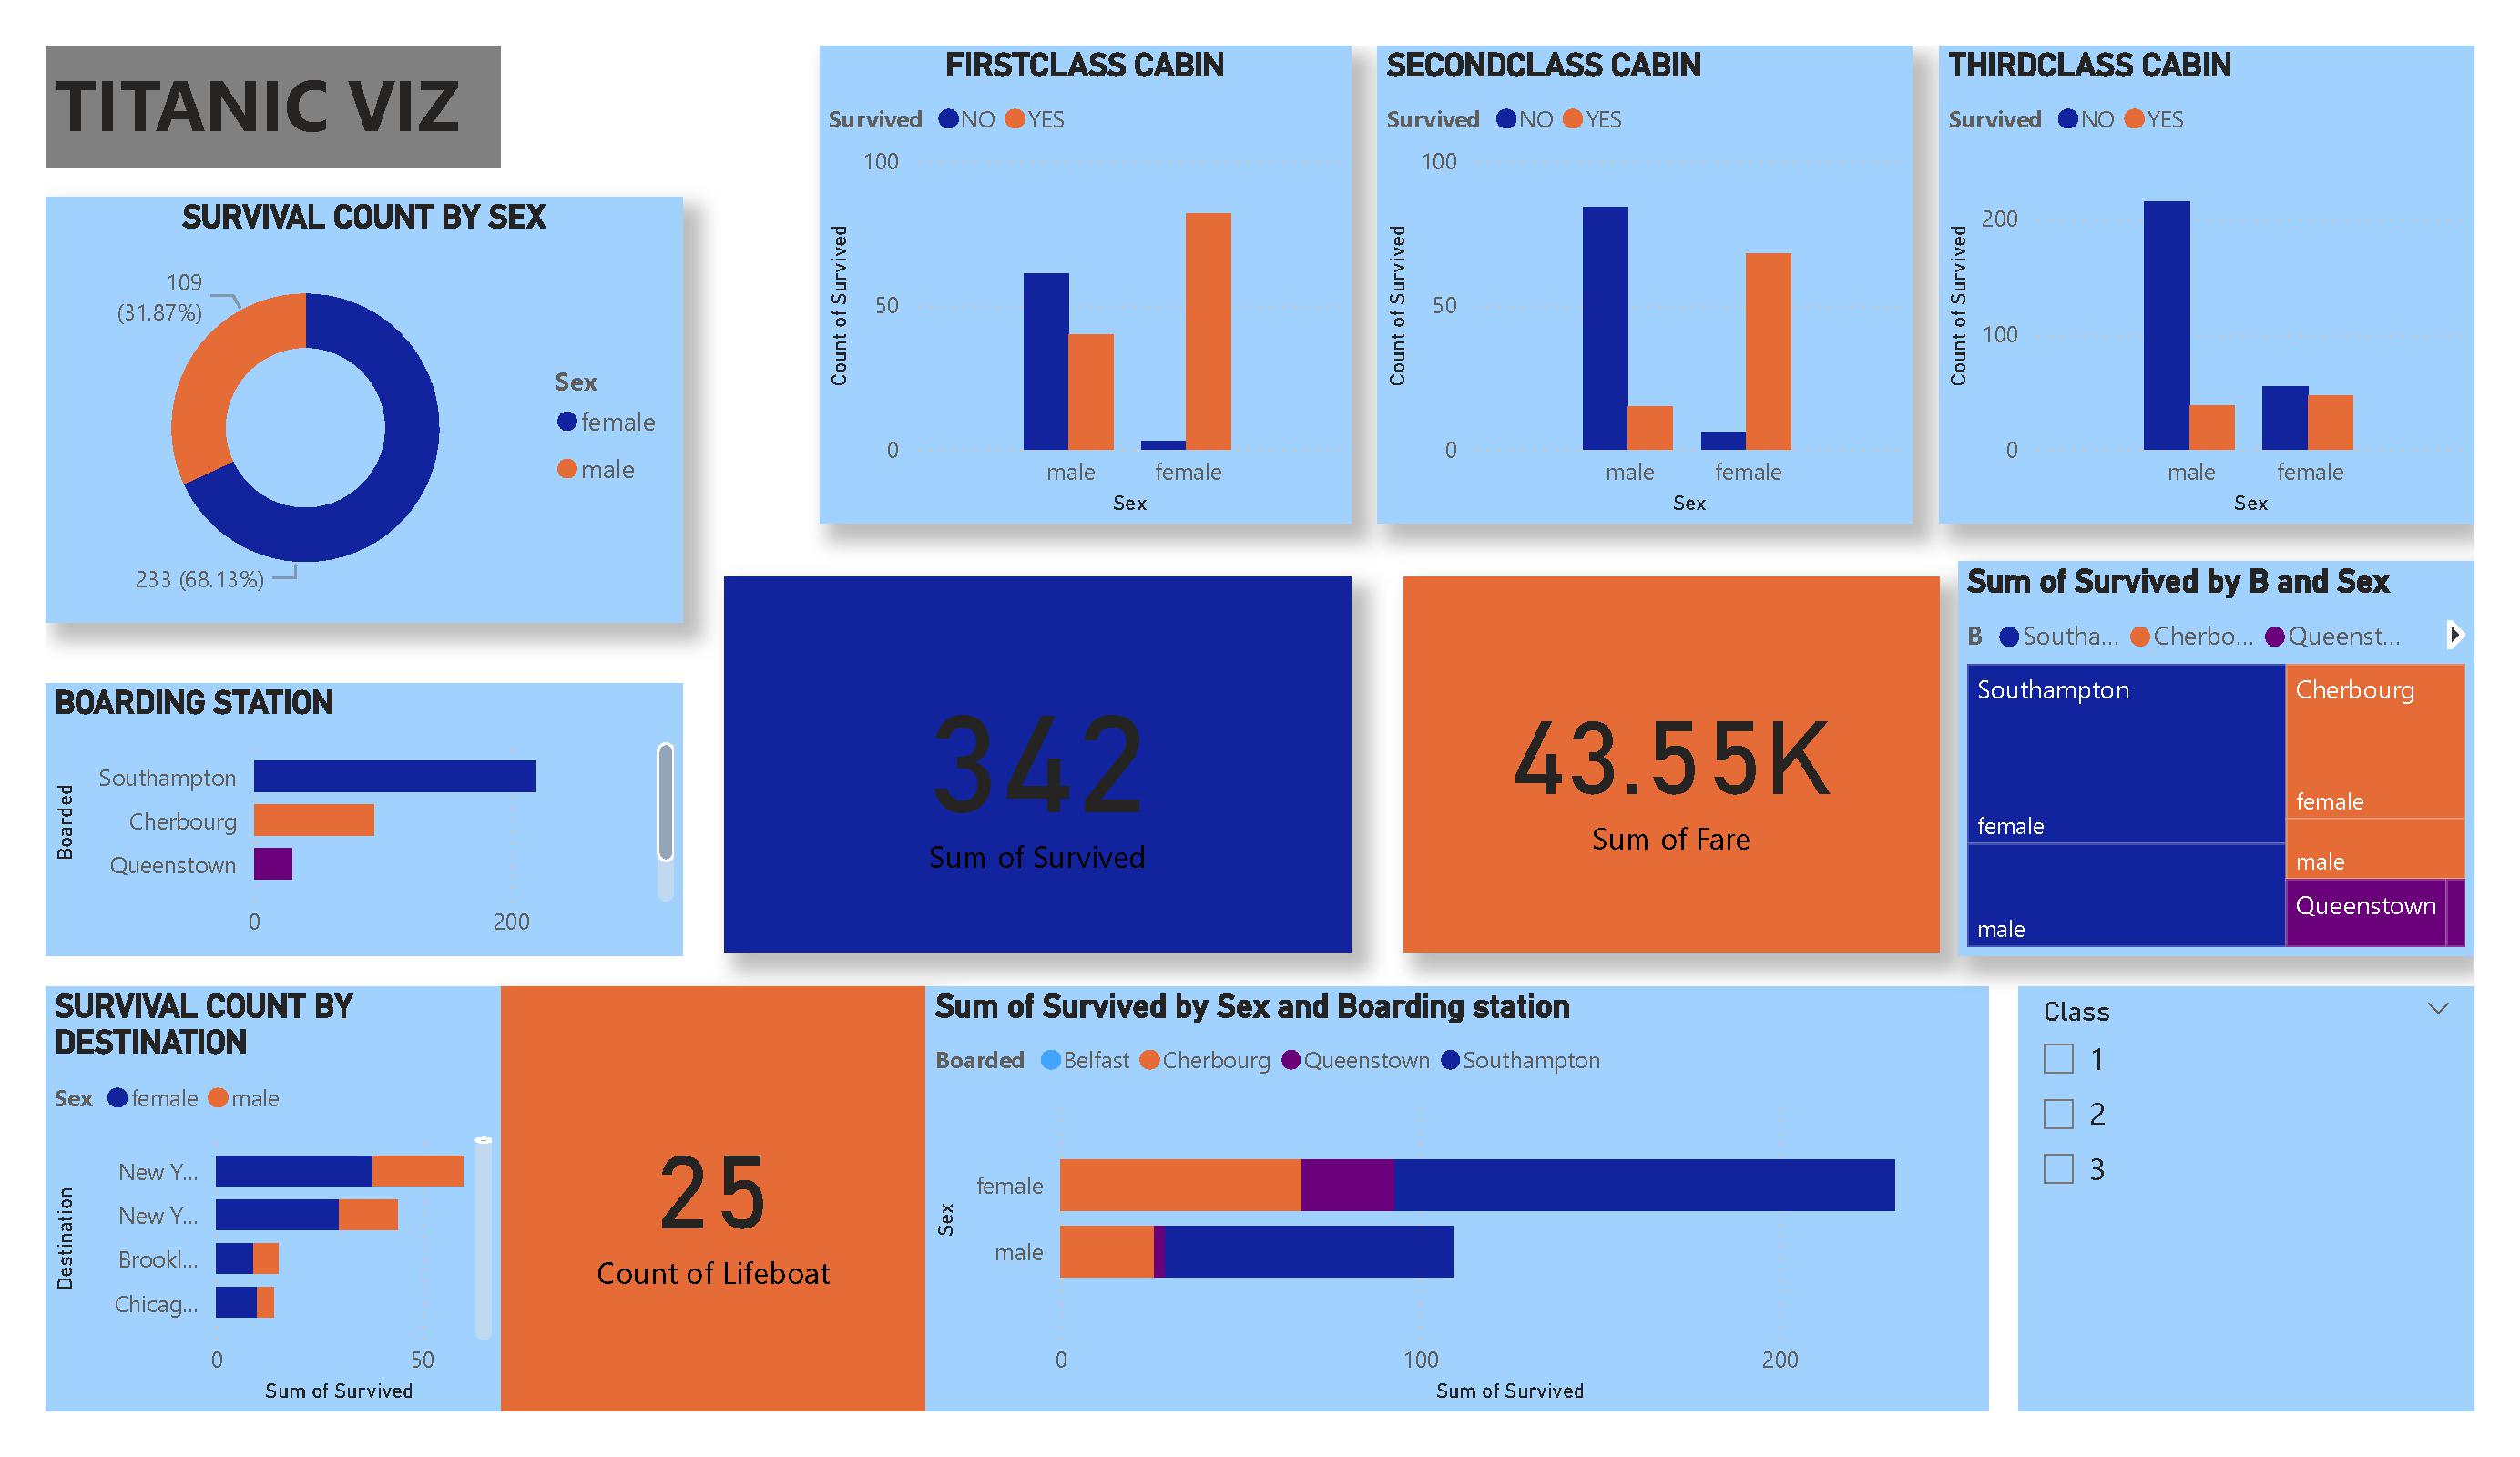 TITANIC VIZ
SURVIVAL COUNT BY SEX
109
(31.87%)
233 (68.13%)
Sex
female
male
FIRSTCLASS CABIN
Survived NO YES
Count of Survived
100
50
0
male female
Sex
SECONDCLASS CABIN
Survived NO YES
Count of Survived
100
50
0
male female
Sex
THIRDCLASS CABIN
Survived NO YES
Count of Survived
200
100
0
male female
Sex
BOARDING STATION
Boarded
Southampton
Cherbourg
Queenstown
0 200
342
Sum of Survived
43.55K
Sum of Fare
Sum of Survived by B and Sex
B Southa... Cherbo... Queenst...
Southampton
female
male
Cherbourg
female
male
Queenstown
SURVIVAL COUNT BY
DESTINATION
Sex female male
Destination
New Y...
New Y...
Brookl...
Chicag...
0 50
Sum of Survived
25
Count of Lifeboat
Sum of Survived by Sex and Boarding station
Boarded Belfast Cherbourg Queenstown Southampton
Sex
female
male
0 100 200
Sum of Survived
Class
1
2
3